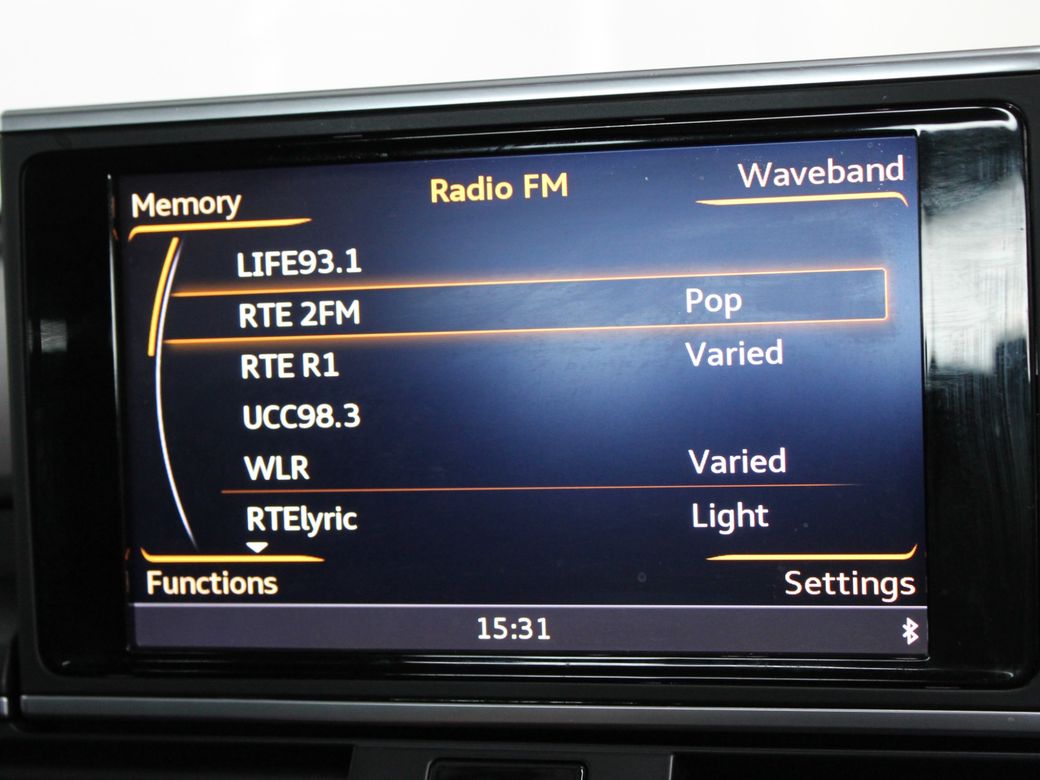 Memory Radio FM Waveband
LIFE93.1
RTE 2FM Pop
RTE R1 Varied
UCC98.3
WLR Varied
RTElyric Light
Functions Settings
15:31